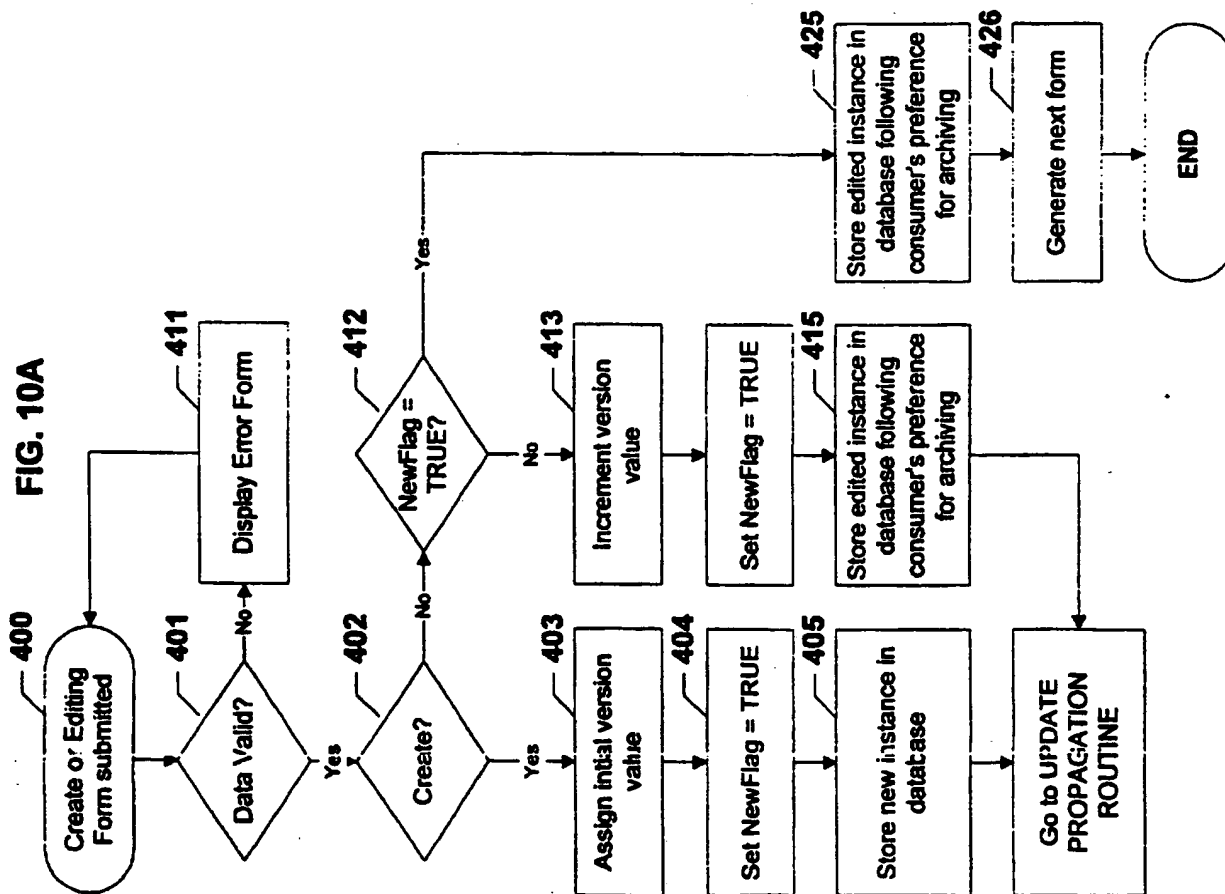 FIG. 10A
400
Create or Editing
Form submitted
401
Data Valid?
No
411
Display Error Form
Yes
402
Create?
No
412
NewFlag =
TRUE?
Yes
Yes
403
Assign initial version
value
404
Set NewFlag = TRUE
405
Store new instance in
database
Go to UPDATE
PROPAGATION
ROUTINE
No
413
Increment version
value
Set NewFlag = TRUE
415
Store edited instance in
database following
consumer's preference
for archiving
425
Store edited instance in
database following
consumer's preference
for archiving
426
Generate next form
END